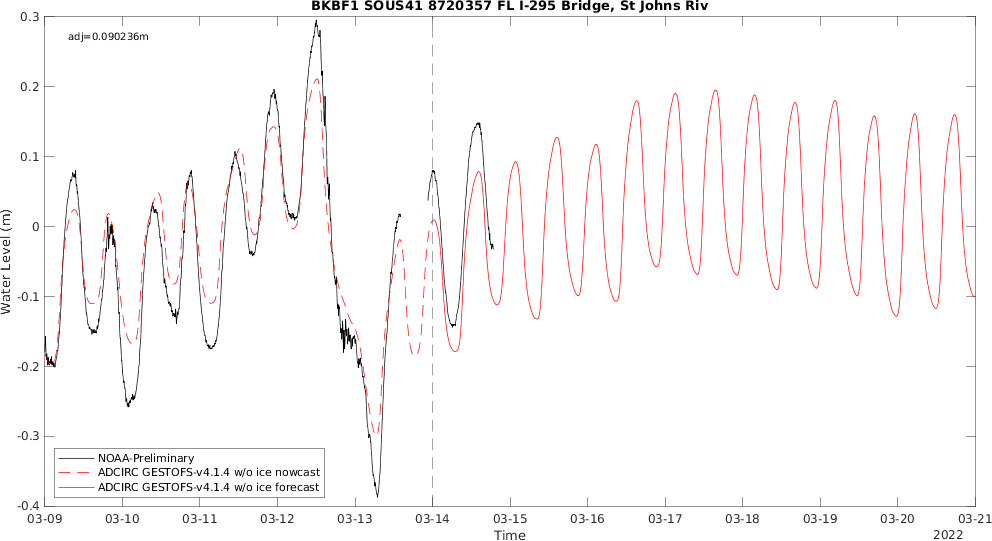 BKBF1 SOUS41 8720357 FL I-295 Bridge, St Johns Riv
adj=0.090236m
0.3
0.2
0.1
0
-0.1
-0.2
-0.3
-0.4
Water Level (m)
NOAA-Preliminary
ADCIRC GESTOFS-v4.1.4 w/o ice nowcast
ADCIRC GESTOFS-v4.1.4 w/o ice forecast
03-09 03-10 03-11 03-12 03-13 03-14 03-15 03-16 03-17 03-18 03-19 03-20 03-21
Time
2022